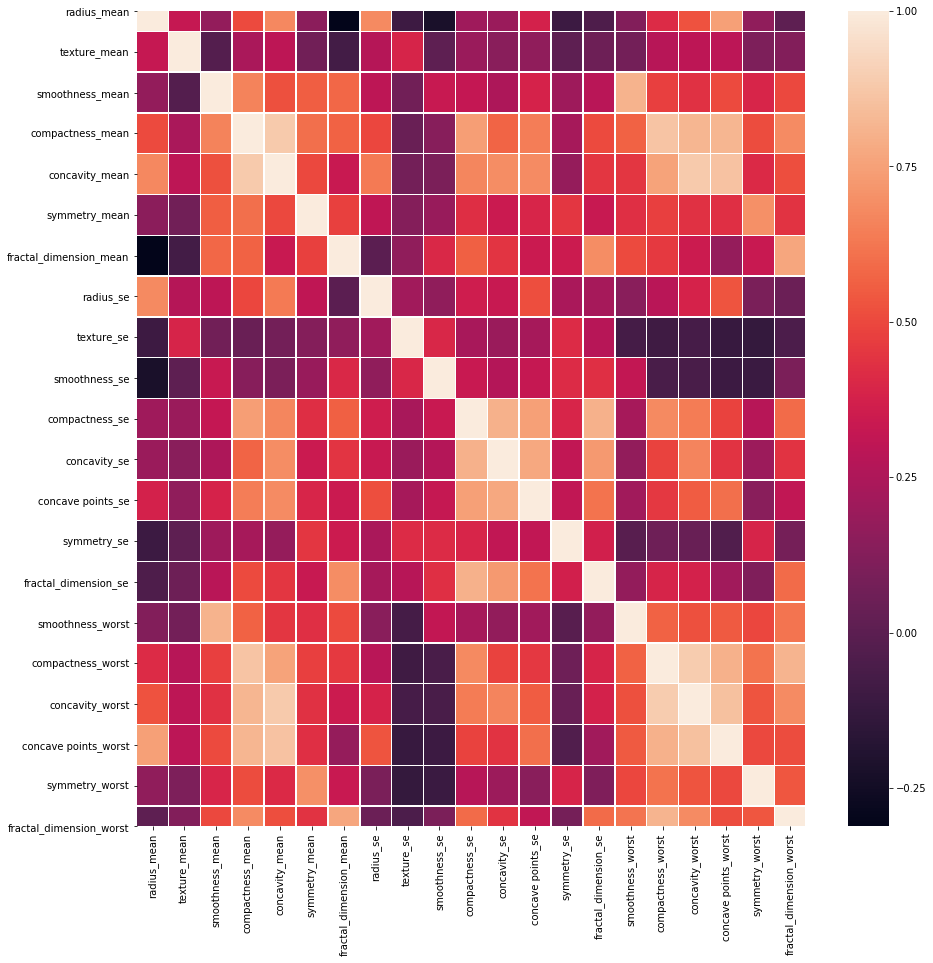 radius_mean
texture_mean
smoothness_mean
compactness_mean
concavity_mean
symmetry_mean
fractal_dimension_mean
radius_se
texture_se
smoothness_se
compactness_se
concavity_se
concave points_se
symmetry_se
fractal_dimension_se
smoothness_worst
compactness_worst
concavity_worst
concave points_worst
symmetry_worst
fractal_dimension_worst
radius_mean
texture_mean
smoothness_mean
compactness_mean
concavity_mean
symmetry_mean
fractal_dimension_mean
radius_se
texture_se
smoothness_se
compactness_se
concavity_se
concave points_se
symmetry_se
fractal_dimension_se
smoothness_worst
compactness_worst
concavity_worst
concave points_worst
symmetry_worst
fractal_dimension_worst
1.00
0.75
0.50
0.25
0.00
−0.25